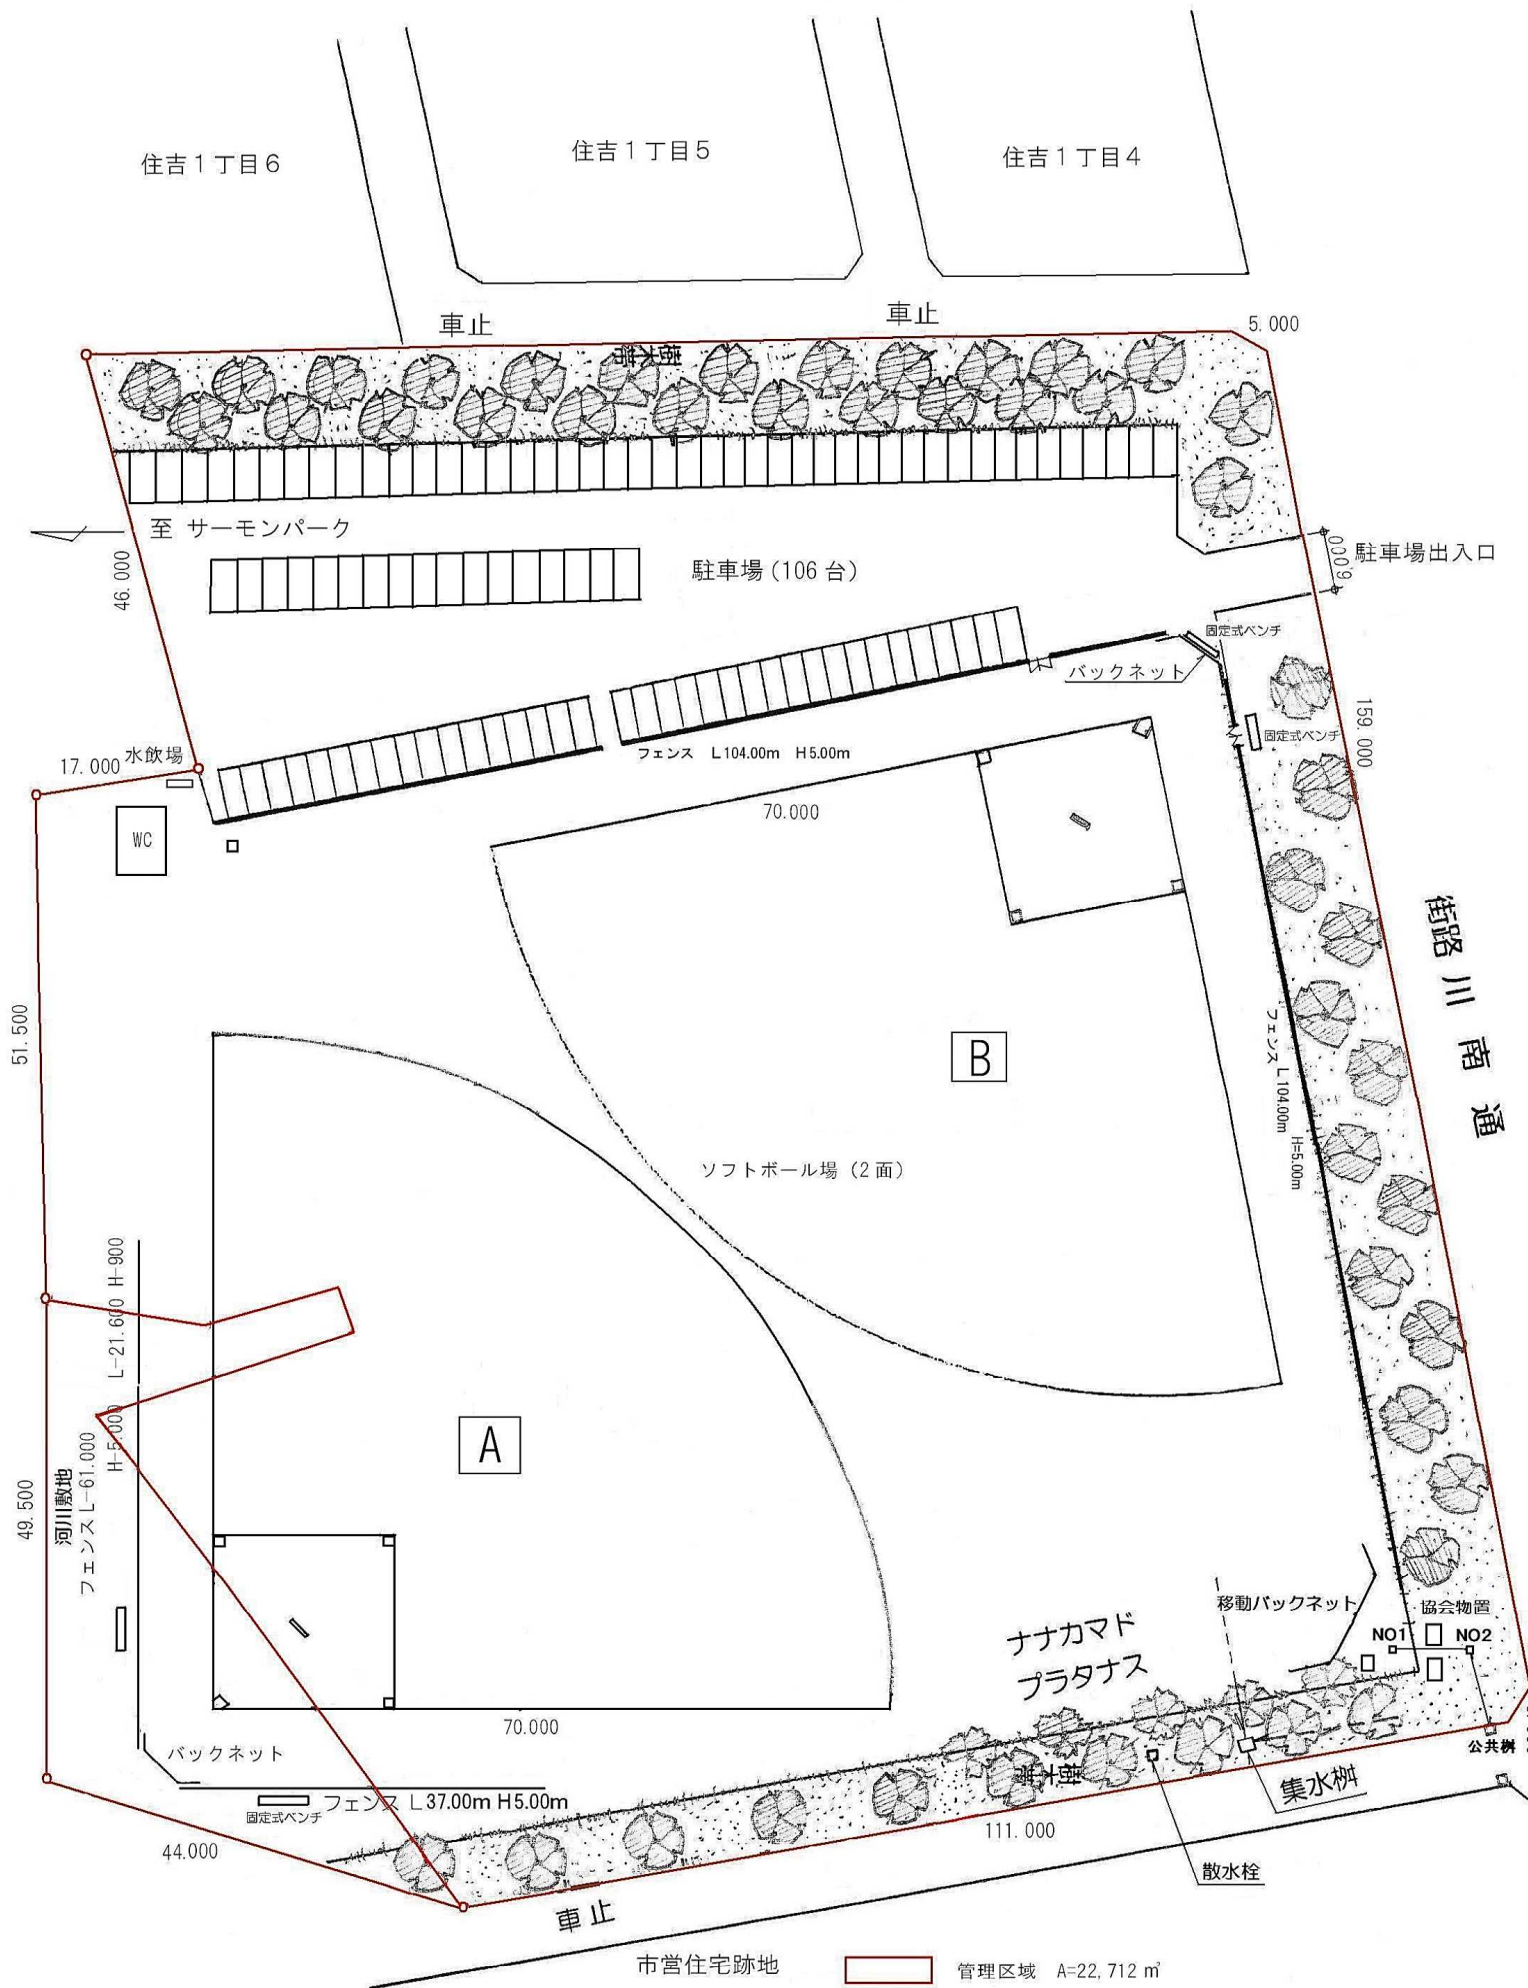 住吉1丁目6
住吉1丁目5
住吉1丁目4
車止
車止
5.000
樹木帯
至 サーモンパーク
46.000
駐車場(106台)
6.000
駐車場出入口
固定式ベンチ
バックネット
固定式ベンチ
159.000
17.000
水飲場
WC
フェンス L104.00m H5.00m
70.000
街路川南通
51.500
B
フェンス L104.00m H=5.00m
ソフトボール場(2面)
L-21.600 H-900
A
49.500
河川敷地
フェンス L-61.000
H-5.000
移動バックネット
協会物置
NO1
NO2
ナナカマド
プラタナス
70.000
バックネット
公共桝
樹木帯
集水桝
固定式ベンチ
フェンス L37.00m H5.00m
111.000
44.000
散水栓
車止
市営住宅跡地
管理区域 A=22,712㎡